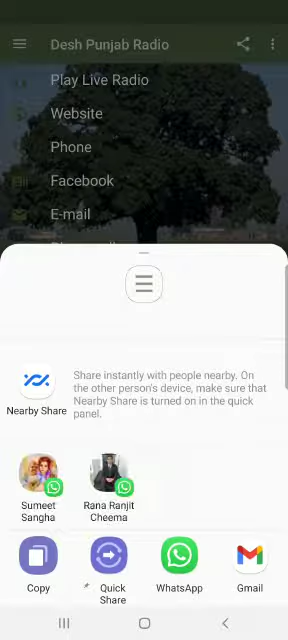 Desh Punjab Radio
Play Live Radio
Website
Phone
Facebook
E-mail
Share instantly with people nearby. On
the other person's device, make sure that
Nearby Share is turned on in the quick
panel.
Nearby Share
Sumeet
Sangha
Rana Ranjit
Cheema
Copy
Quick
Share
WhatsApp
Gmail